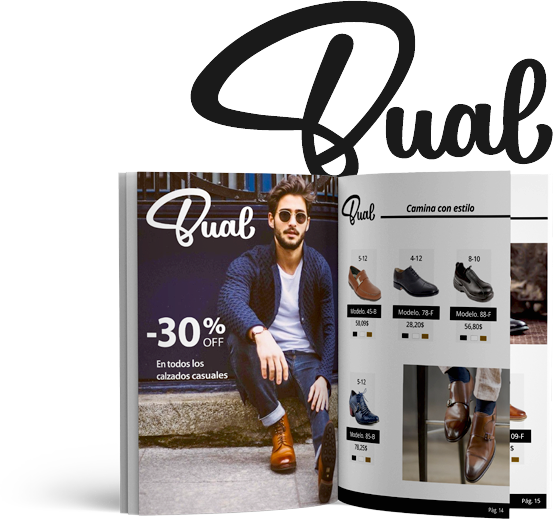 Bual
Bual
-30%
OFF
En todos los
calzados casuales
Bual
Camina con estilo
5-12
Modelo. 45-B
58,09$
4-12
Modelo. 78-F
28,20$
8-10
Modelo. 88-F
56,80$
5-12
Modelo. 85-B
78,25$
Pág. 14
09-F
Pág. 15